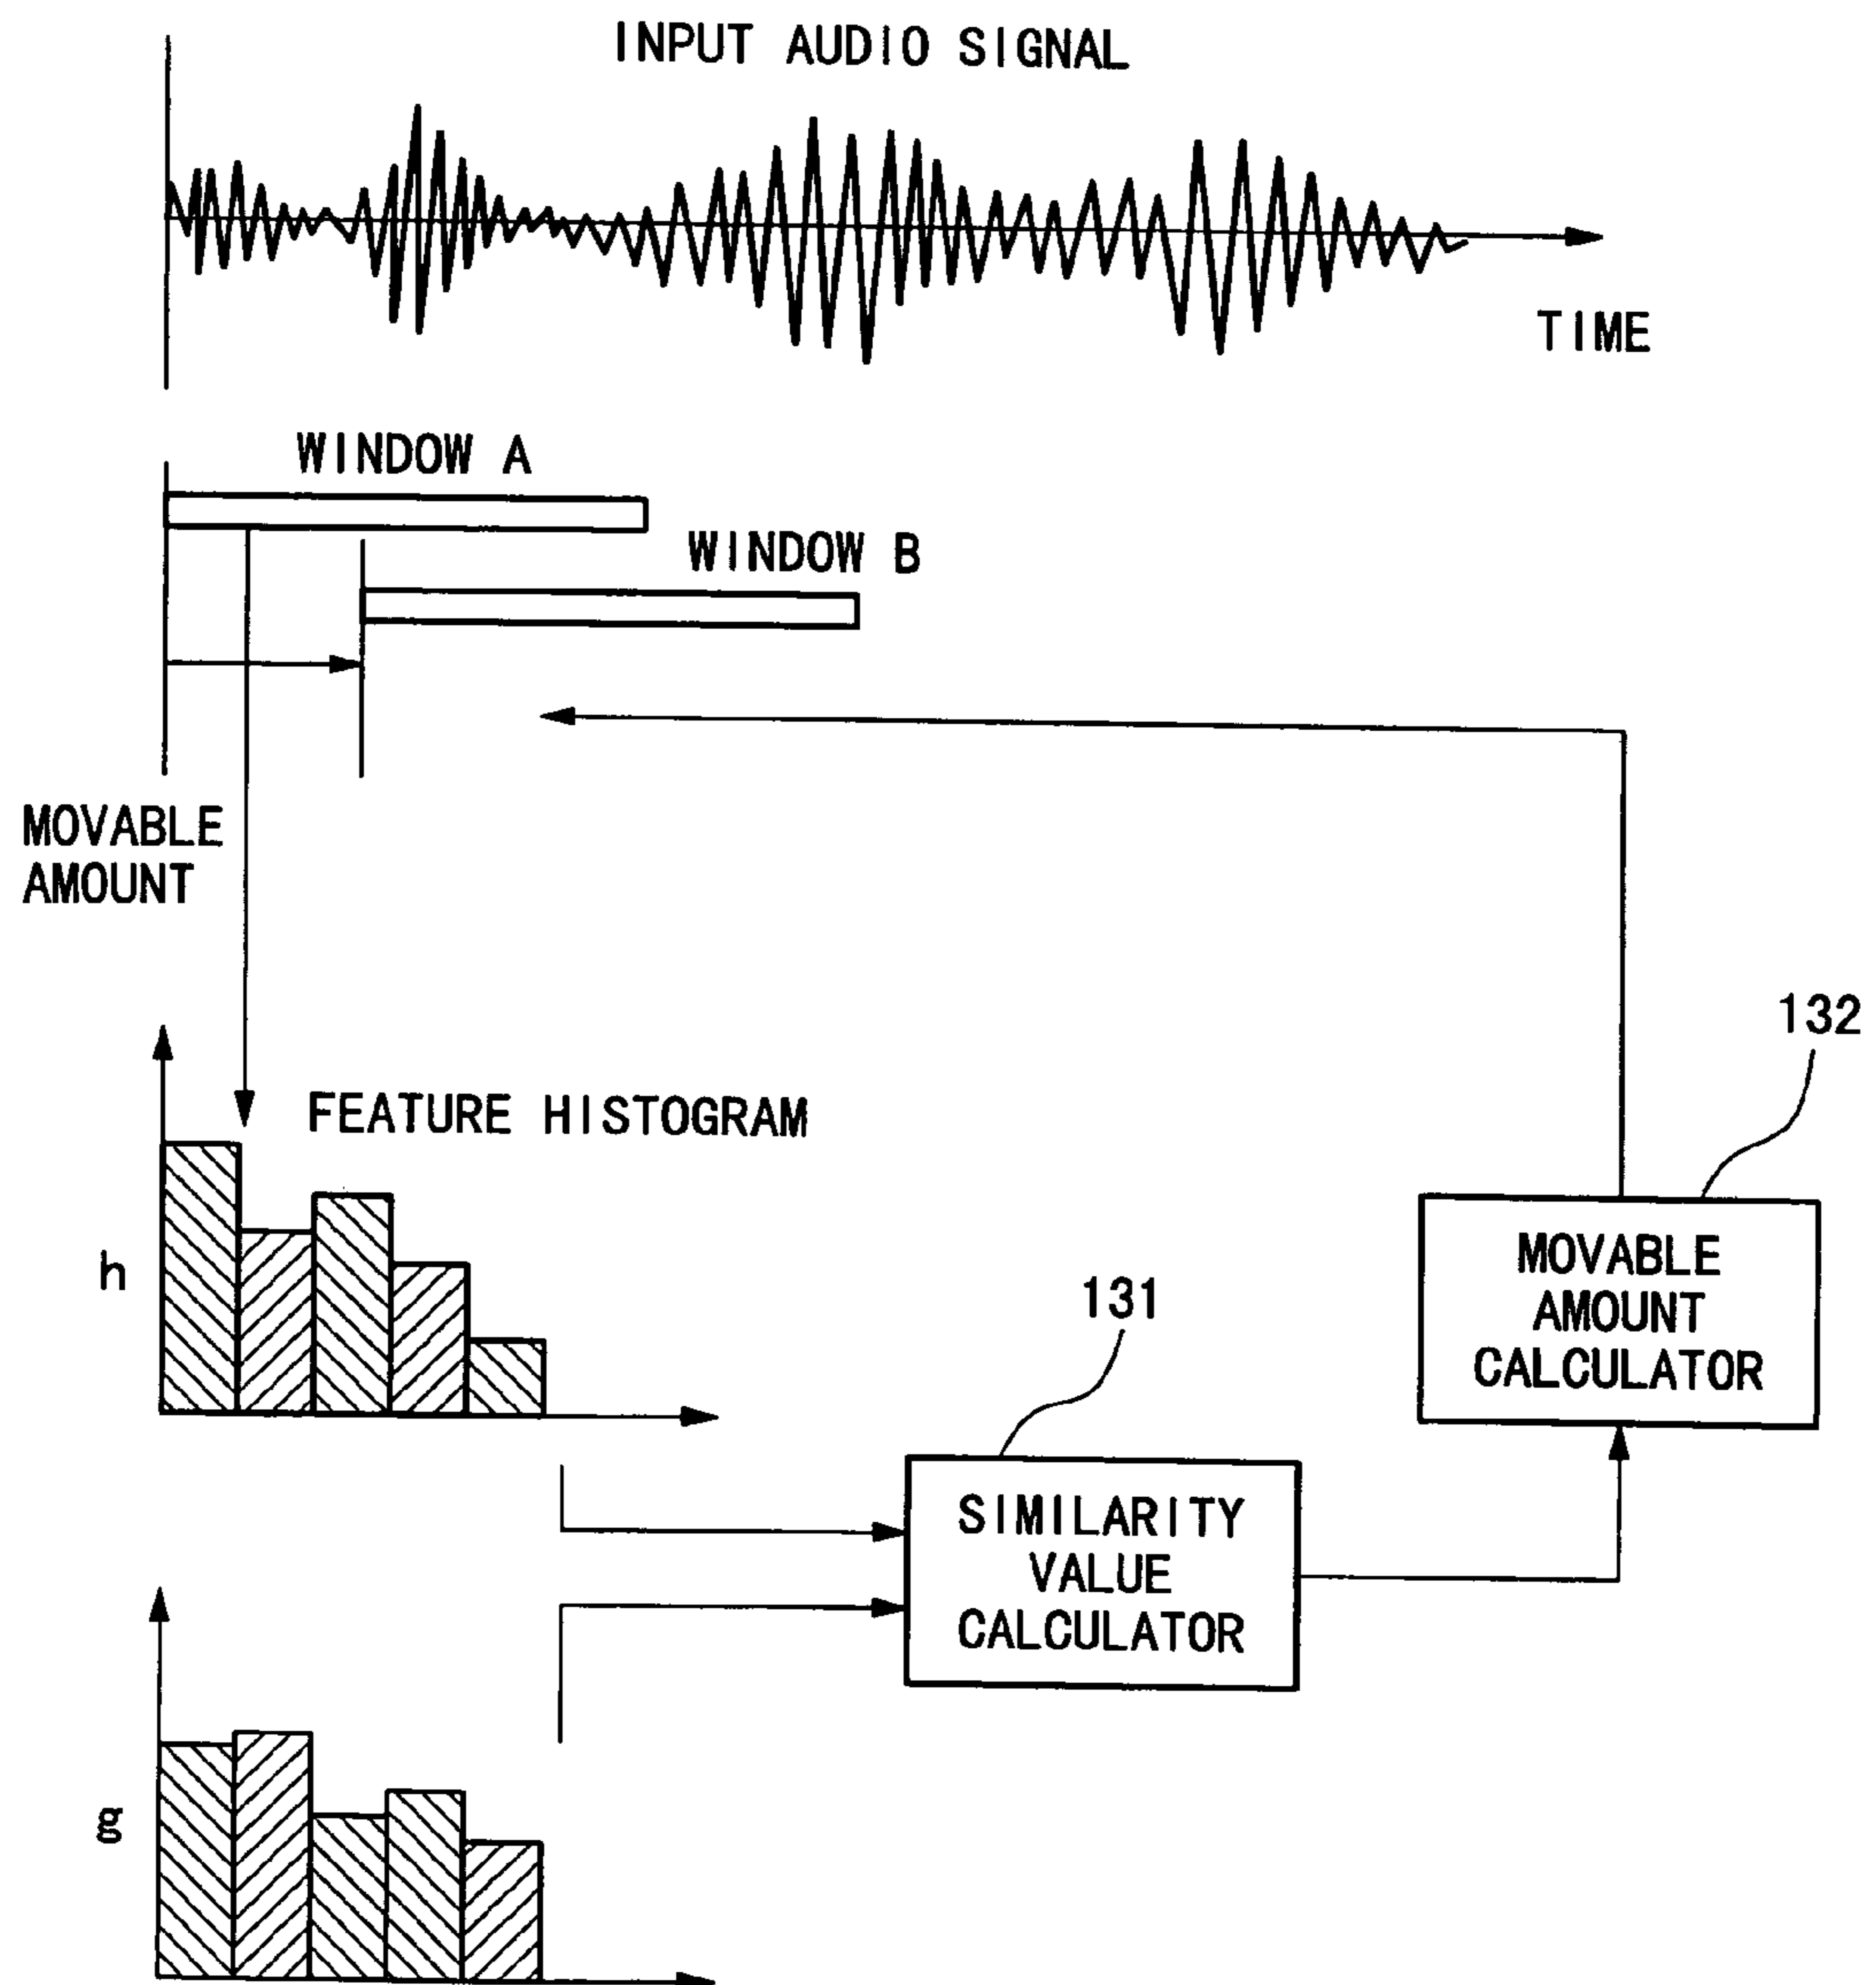 INPUT AUDIO SIGNAL
TIME
WINDOW A
WINDOW B
MOVABLE
AMOUNT
132
FEATURE HISTOGRAM
h
MOVABLE
AMOUNT
CALCULATOR
131
SIMILARITY
VALUE
CALCULATOR
g